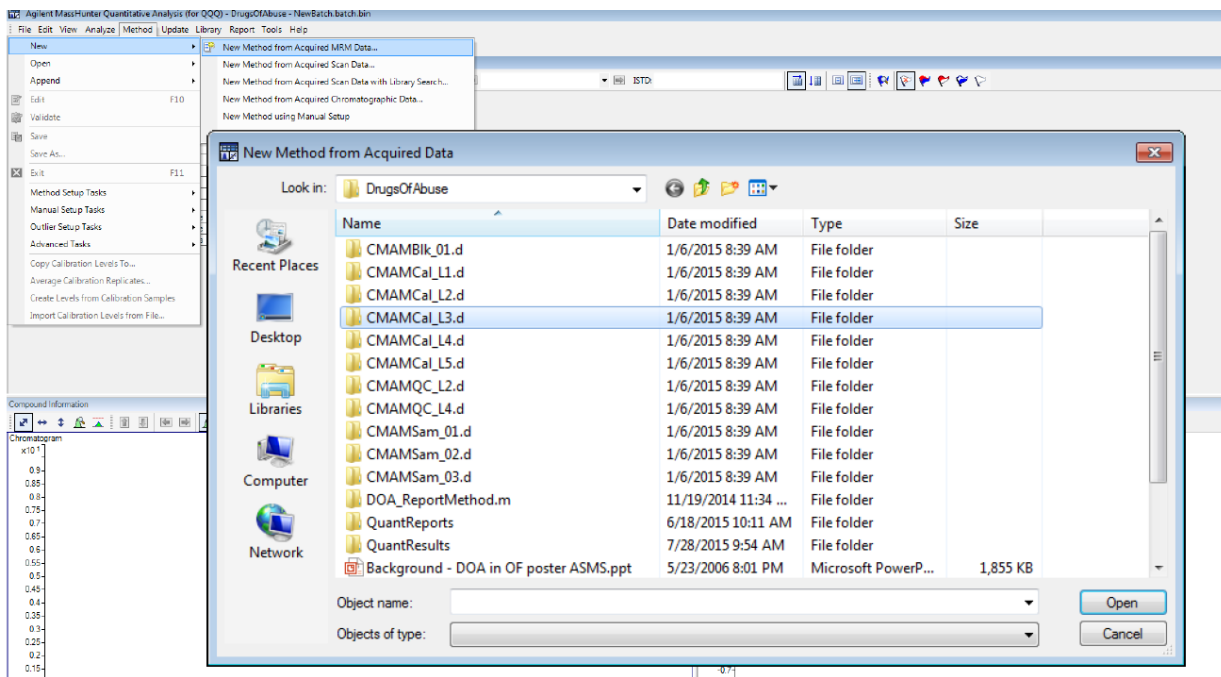 Agilent MassHunter Quantitative Analysis (for QQQ) - DrugsOfAbuse - NewBatch.batch.bin
File Edit View Analyze Method Update Library Report Tools Help
New
Open
Append
Edit F10
Validate
Save
Save As...
Exit F11
Method Setup Tasks
Manual Setup Tasks
Outlier Setup Tasks
Advanced Tasks
Copy Calibration Levels To...
Average Calibration Replicates...
Create Levels from Calibration Samples
Import Calibration Levels from File...
New Method from Acquired MRM Data...
New Method from Acquired Scan Data...
New Method from Acquired Scan Data with Library Search...
New Method from Acquired Chromatographic Data...
New Method using Manual Setup
ISTD:
New Method from Acquired Data
Look in: DrugsOfAbuse
Recent Places
Desktop
Libraries
Computer
Network
Name Date modified Type Size
CMAMBlk_01.d 1/6/2015 8:39 AM File folder
CMAMCal_L1.d 1/6/2015 8:39 AM File folder
CMAMCal_L2.d 1/6/2015 8:39 AM File folder
CMAMCal_L3.d 1/6/2015 8:39 AM File folder
CMAMCal_L4.d 1/6/2015 8:39 AM File folder
CMAMCal_L5.d 1/6/2015 8:39 AM File folder
CMAMQC_L2.d 1/6/2015 8:39 AM File folder
CMAMQC_L4.d 1/6/2015 8:39 AM File folder
CMAMSam_01.d 1/6/2015 8:39 AM File folder
CMAMSam_02.d 1/6/2015 8:39 AM File folder
CMAMSam_03.d 1/6/2015 8:39 AM File folder
DOA_ReportMethod.m 11/19/2014 11:34 ... File folder
QuantReports 6/18/2015 10:11 AM File folder
QuantResults 7/28/2015 9:54 AM File folder
Background - DOA in OF poster ASMS.ppt 5/23/2006 8:01 PM Microsoft PowerP... 1,855 KB
Object name:
Open
Objects of type:
Cancel
Compound Information
Chromatogram
x10 1
0.9
0.85
0.8
0.75
0.7
0.65
0.6
0.55
0.5
0.45
0.4
0.35
0.3
0.25
0.2
0.15
-0.7